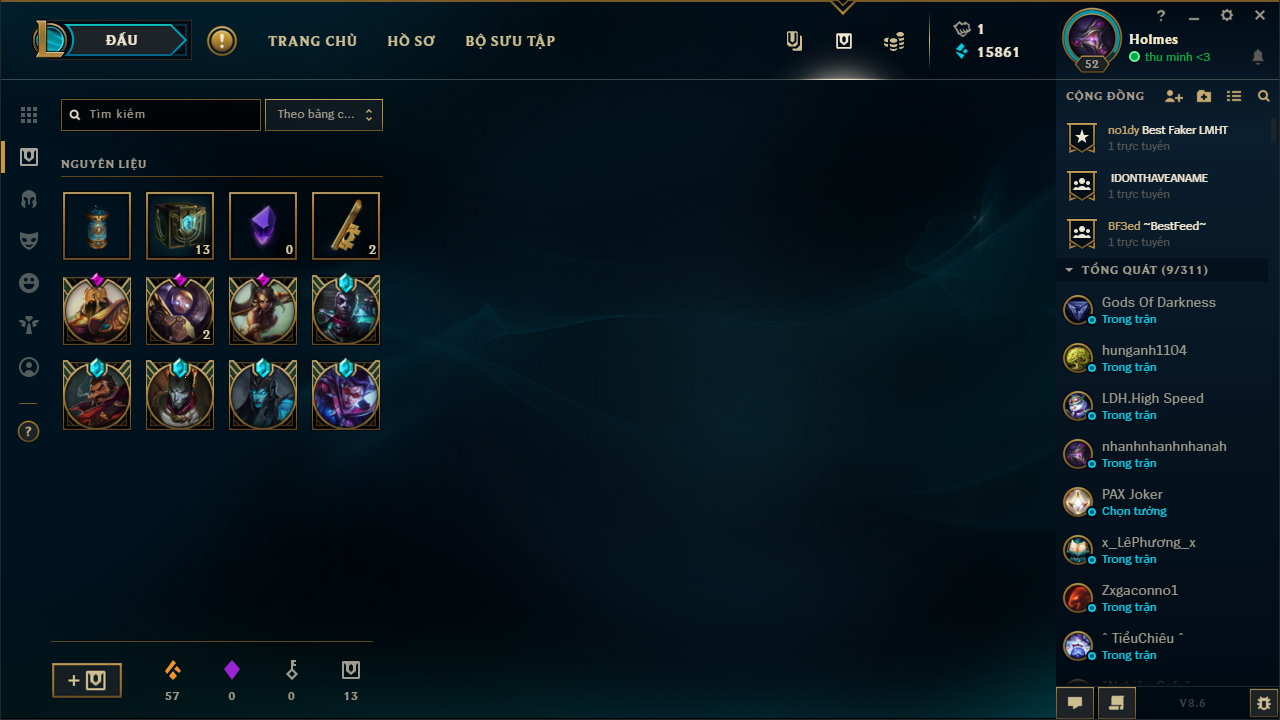 ĐẤU
TRANG CHỦ
HỒ SƠ
BỘ SƯU TẬP
1
15861
52
Holmes
thu minh <3
CỘNG ĐỒNG
no1dy Best Faker LMHT
1 trực tuyến
IDONTHAVEANAME
1 trực tuyến
BF3ed ~BestFeed~
1 trực tuyến
TỔNG QUÁT (9/311)
Gods Of Darkness
Trong trận
hunganh1104
Trong trận
LDH.High Speed
Trong trận
nhanhnhanhnhanah
Trong trận
PAX Joker
Chọn tướng
x_LêPhương_x
Trong trận
Zxgaconno1
Trong trận
ˆ TiểuChiêu ˆ
Trong trận
V8.6
Tìm kiếm
Theo bảng c...
NGUYÊN LIỆU
13
0
2
2
57
0
0
13